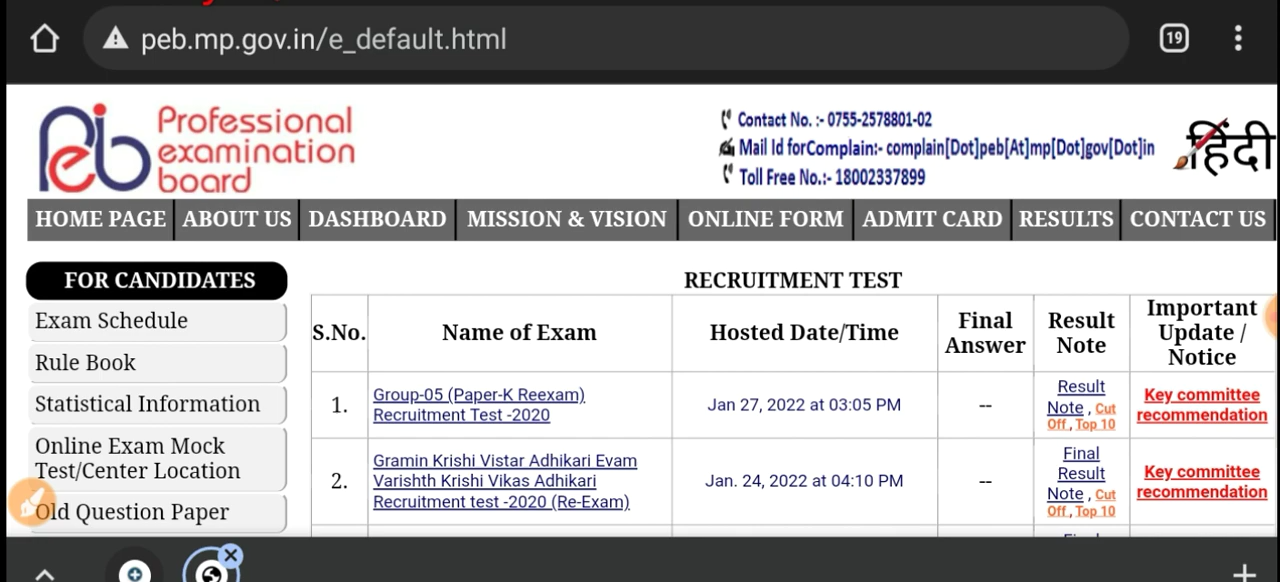 peb.mp.gov.in/e_default.html
19
Professional
examination
board
peb
Contact No. :- 0755-2578801-02
Mail Id forComplain:- complain[Dot]peb[At]mp[Dot]gov[Dot]in
Toll Free No.:- 18002337899
हिंदी
HOME PAGE ABOUT US DASHBOARD MISSION & VISION ONLINE FORM ADMIT CARD RESULTS CONTACT US
FOR CANDIDATES
Exam Schedule
Rule Book
Statistical Information
Online Exam Mock
Test/Center Location
Old Question Paper
RECRUITMENT TEST
S.No.
Name of Exam
Hosted Date/Time
Final
Answer
Result
Note
Important
Update /
Notice
1.
Group-05 (Paper-K Reexam)
Recruitment Test -2020
Jan 27, 2022 at 03:05 PM
--
Result
Note , Cut
Off , Top 10
Key committee
recommendation
2.
Gramin Krishi Vistar Adhikari Evam
Varishth Krishi Vikas Adhikari
Recruitment test -2020 (Re-Exam)
Jan. 24, 2022 at 04:10 PM
--
Final
Result
Note , Cut
Off , Top 10
Key committee
recommendation